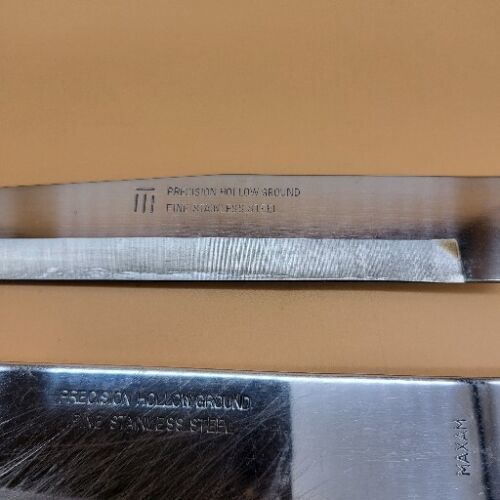 PRECISION HOLLOW GROUND
FINE STAINLESS STEEL
PRECISION HOLLOW GROUND
FINE STAINLESS STEEL
MAXAM